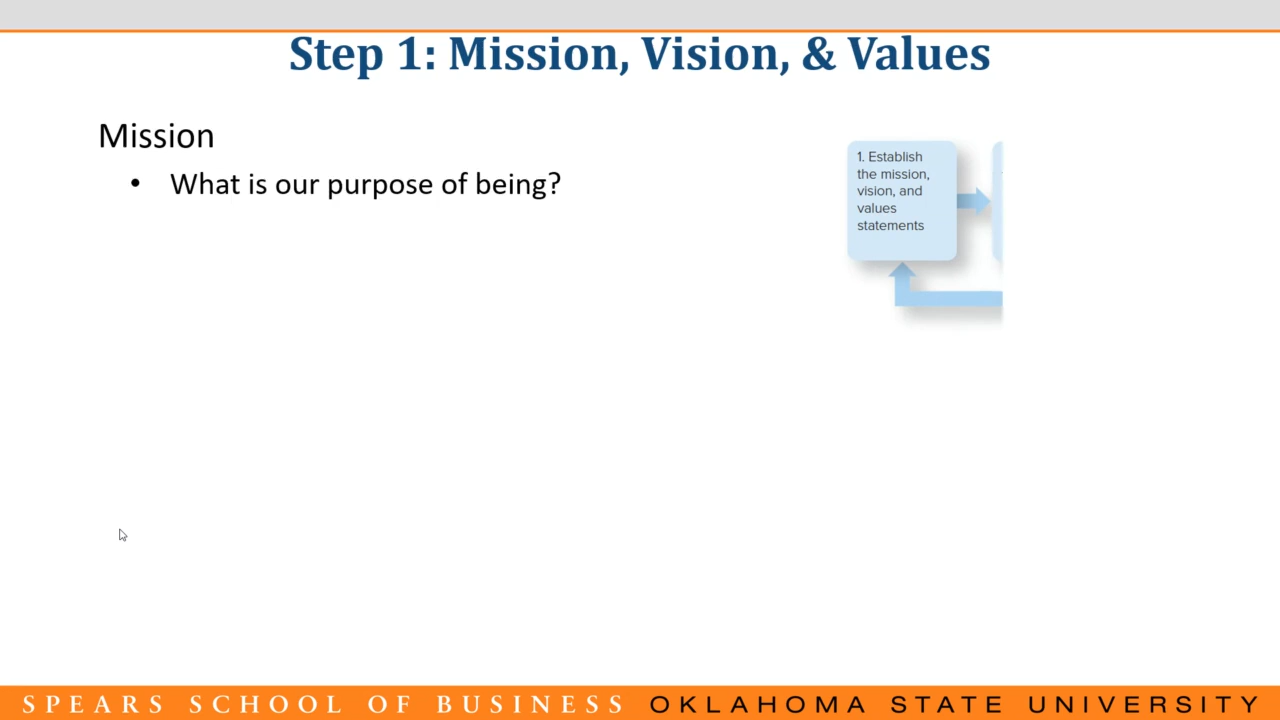 Step 1: Mission, Vision, & Values
Mission
• What is our purpose of being?
1. Establish
the mission,
vision, and
values
statements
SPEARS SCHOOL OF BUSINESS OKLAHOMA STATE UNIVERSITY